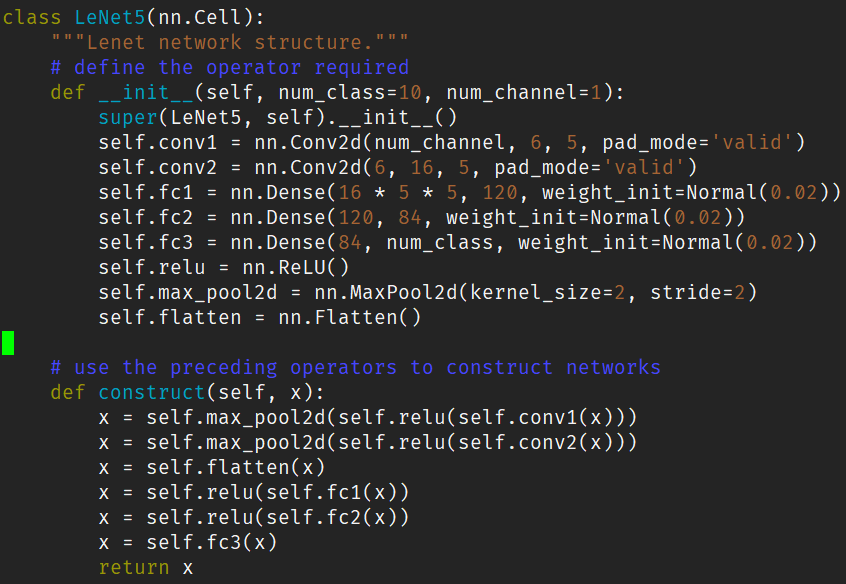 class LeNet5(nn.Cell):
    """Lenet network structure."""
    # define the operator required
    def __init__(self, num_class=10, num_channel=1):
        super(LeNet5, self).__init__()
        self.conv1 = nn.Conv2d(num_channel, 6, 5, pad_mode='valid')
        self.conv2 = nn.Conv2d(6, 16, 5, pad_mode='valid')
        self.fc1 = nn.Dense(16 * 5 * 5, 120, weight_init=Normal(0.02))
        self.fc2 = nn.Dense(120, 84, weight_init=Normal(0.02))
        self.fc3 = nn.Dense(84, num_class, weight_init=Normal(0.02))
        self.relu = nn.ReLU()
        self.max_pool2d = nn.MaxPool2d(kernel_size=2, stride=2)
        self.flatten = nn.Flatten()

    # use the preceding operators to construct networks
    def construct(self, x):
        x = self.max_pool2d(self.relu(self.conv1(x)))
        x = self.max_pool2d(self.relu(self.conv2(x)))
        x = self.flatten(x)
        x = self.relu(self.fc1(x))
        x = self.relu(self.fc2(x))
        x = self.fc3(x)
        return x